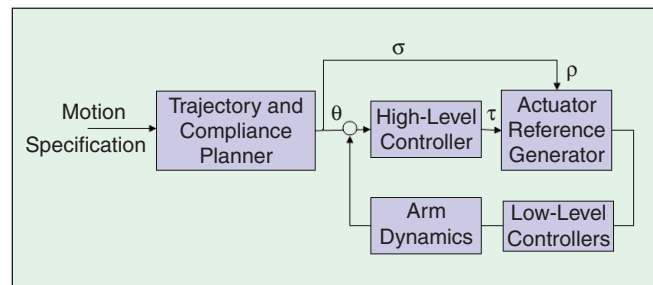 σ
ρ
Motion
Specification
Trajectory and
Compliance
Planner
θ
High-Level
Controller
τ
Actuator
Reference
Generator
Arm
Dynamics
Low-Level
Controllers